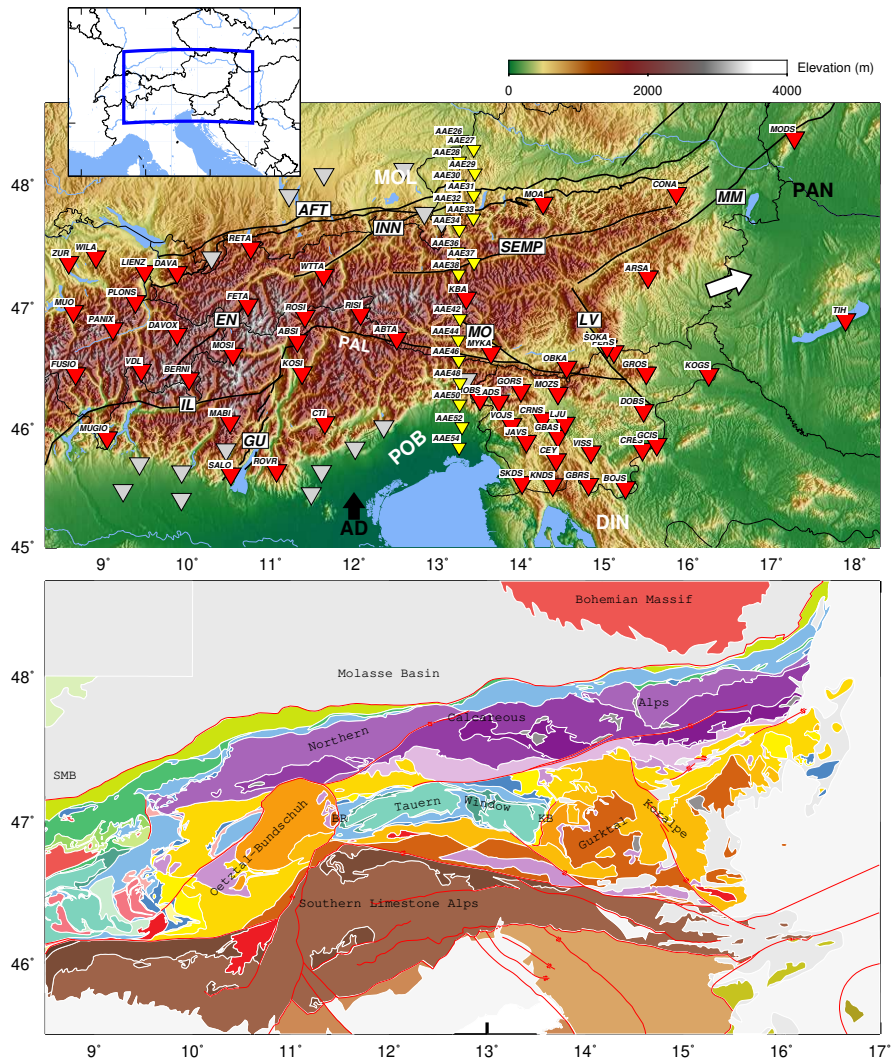 Elevation (m)
0 2000 4000
MODS
AAE26
AAE27
AAE28
AAE29
AAE30
AAE31
AAE32
AAE33
AAE34
AAE36
AAE37
AAE38
MOL
48°
PAN
MM
CONA
MOA
AFT
INN
SEMP
RETA
ZUR
WILA
LIENZ
DAVA
WTTA
ARSA
KBA
PLONS
MUO
FETA
ROSI
RISI
AAE42
TIH
47°
PANIX
DAVOX
EN
ABSI
ABTA
AAE44
MO
LV
SOKA
PERS
MOSI
PAL
AAE46
MYKA
FUSIO
VDL
BERNI
KOSI
AAE48
OBKA
GROS
KOGS
GORS
MOZS
AAE50
OBS
ADS
IL
MABI
CTI
AAE52
VOJS
CRNS
LJU
DOBS
MUGIO
46°
GU
POB
AAE54
JAVS
GBAS
CRES
GCIS
VISS
CEY
SALO
ROVR
SKDS
KNDS
GBRS
BOJS
AD
DIN
45°
9° 10° 11° 12° 13° 14° 15° 16° 17° 18°
Bohemian Massif
48°
Molasse Basin
Alps
Calcareous
Northern
SMB
47°
Tauern
Window
BR
KB
Koralpe
Gurktal
Oetztal-Bundschuh
Southern Limestone Alps
46°
9° 10° 11° 12° 13° 14° 15° 16° 17°